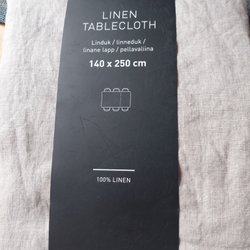 LINEN
TABLECLOTH
Linduk / linneduk /
linane lapp / pellavaliina
140 x 250 cm
100% LINEN